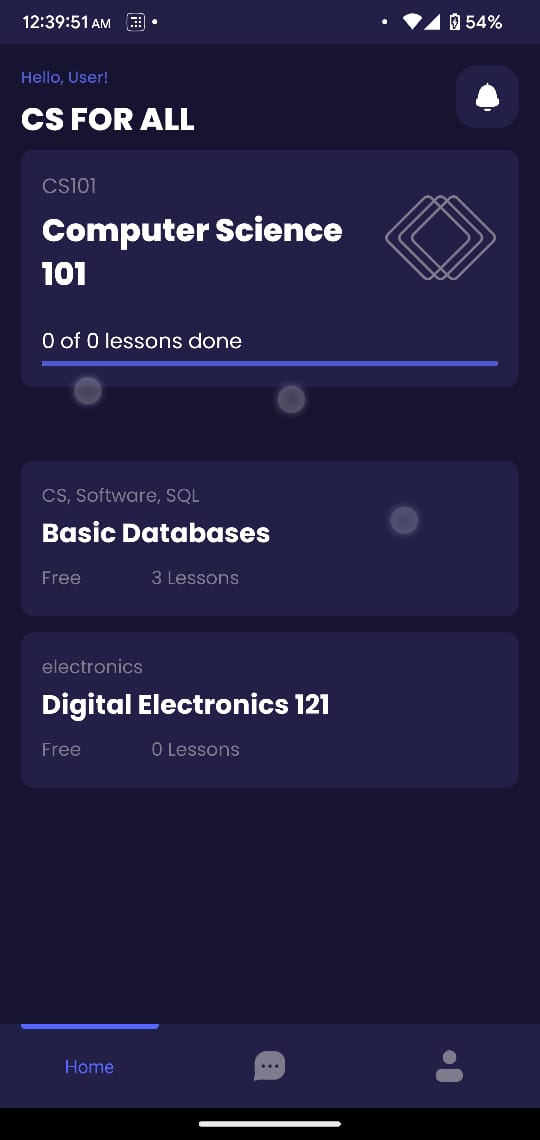 12:39:51 AM
54%
Hello, User!
CS FOR ALL
CS101
Computer Science
101
0 of 0 lessons done
CS, Software, SQL
Basic Databases
Free 3 Lessons
electronics
Digital Electronics 121
Free 0 Lessons
Home